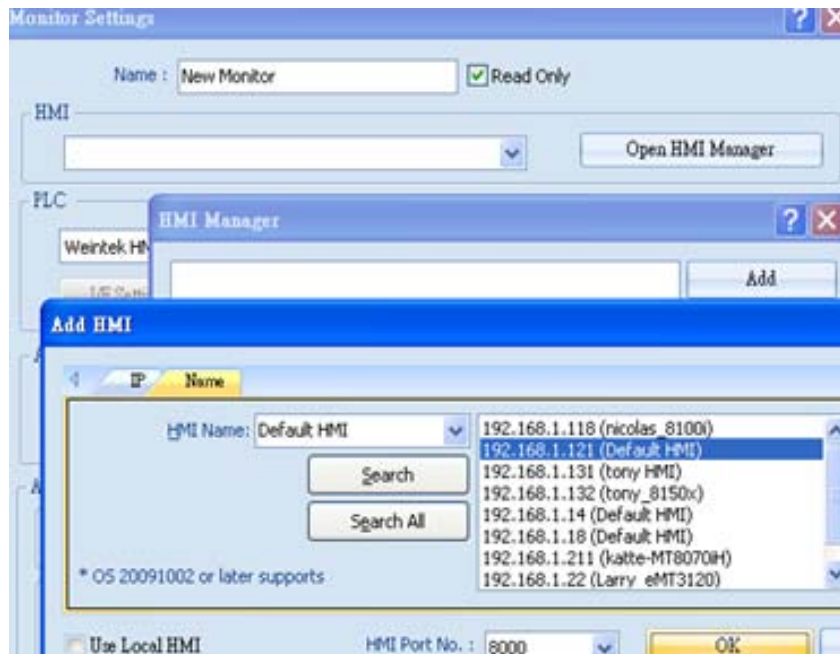 Monitor Settings
Name : New Monitor Read Only
HMI
Open HMI Manager
PLC
HMI Manager
Weintek
Add
Add HMI
IP Name
HMI Name: Default HMI
Search
Search All
192.168.1.118 (nicolas_8100i)
192.168.1.121 (Default HMI)
192.168.1.131 (tony HMI)
192.168.1.132 (tony_8150x)
192.168.1.14 (Default HMI)
192.168.1.18 (Default HMI)
192.168.1.211 (katte-MT8070iH)
192.168.1.22 (Larry_eMT3120)
* OS 20091002 or later supports
Use Local HMI HMI Port No. : 8000 OK